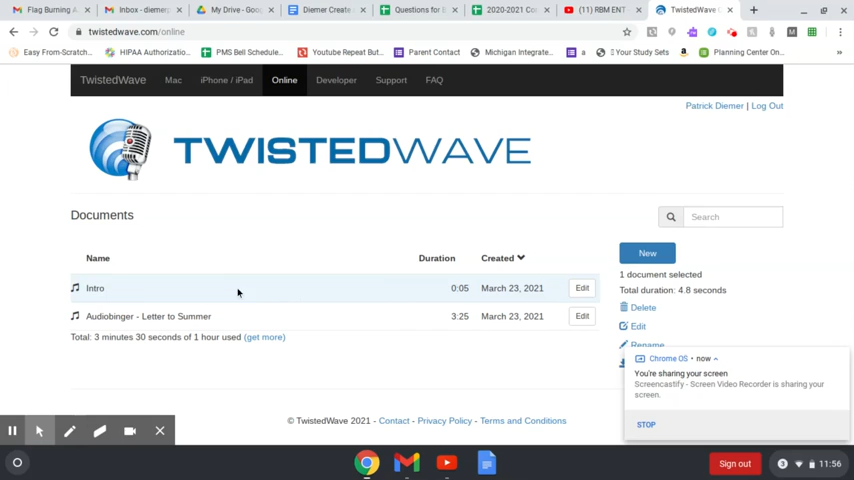 Flag Burning A
Inbox - diemer
My Drive - Goo
Diemer Create
Questions for E
2020-2021 Co
(11) RBM ENT
TwistedWave C
twistedwave.com/online
Easy From-Scratch...
HIPAA Authorizatio...
PMS Bell Schedule...
Youtube Repeat But...
Parent Contact
Michigan Integrate...
a
Your Study Sets
Planning Center On...
TwistedWave Mac iPhone / iPad Online Developer Support FAQ
Patrick Diemer | Log Out
TWISTEDWAVE
Documents
Search
Name Duration Created
New
Intro 0:05 March 23, 2021 Edit
Audiobinger - Letter to Summer 3:25 March 23, 2021 Edit
Total: 3 minutes 30 seconds of 1 hour used (get more)
1 document selected
Total duration: 4.8 seconds
Delete
Edit
Rename
Chrome OS • now
You're sharing your screen
Screencastify - Screen Video Recorder is sharing your
screen.
STOP
© TwistedWave 2021 - Contact - Privacy Policy - Terms and Conditions
Sign out
3
11:56